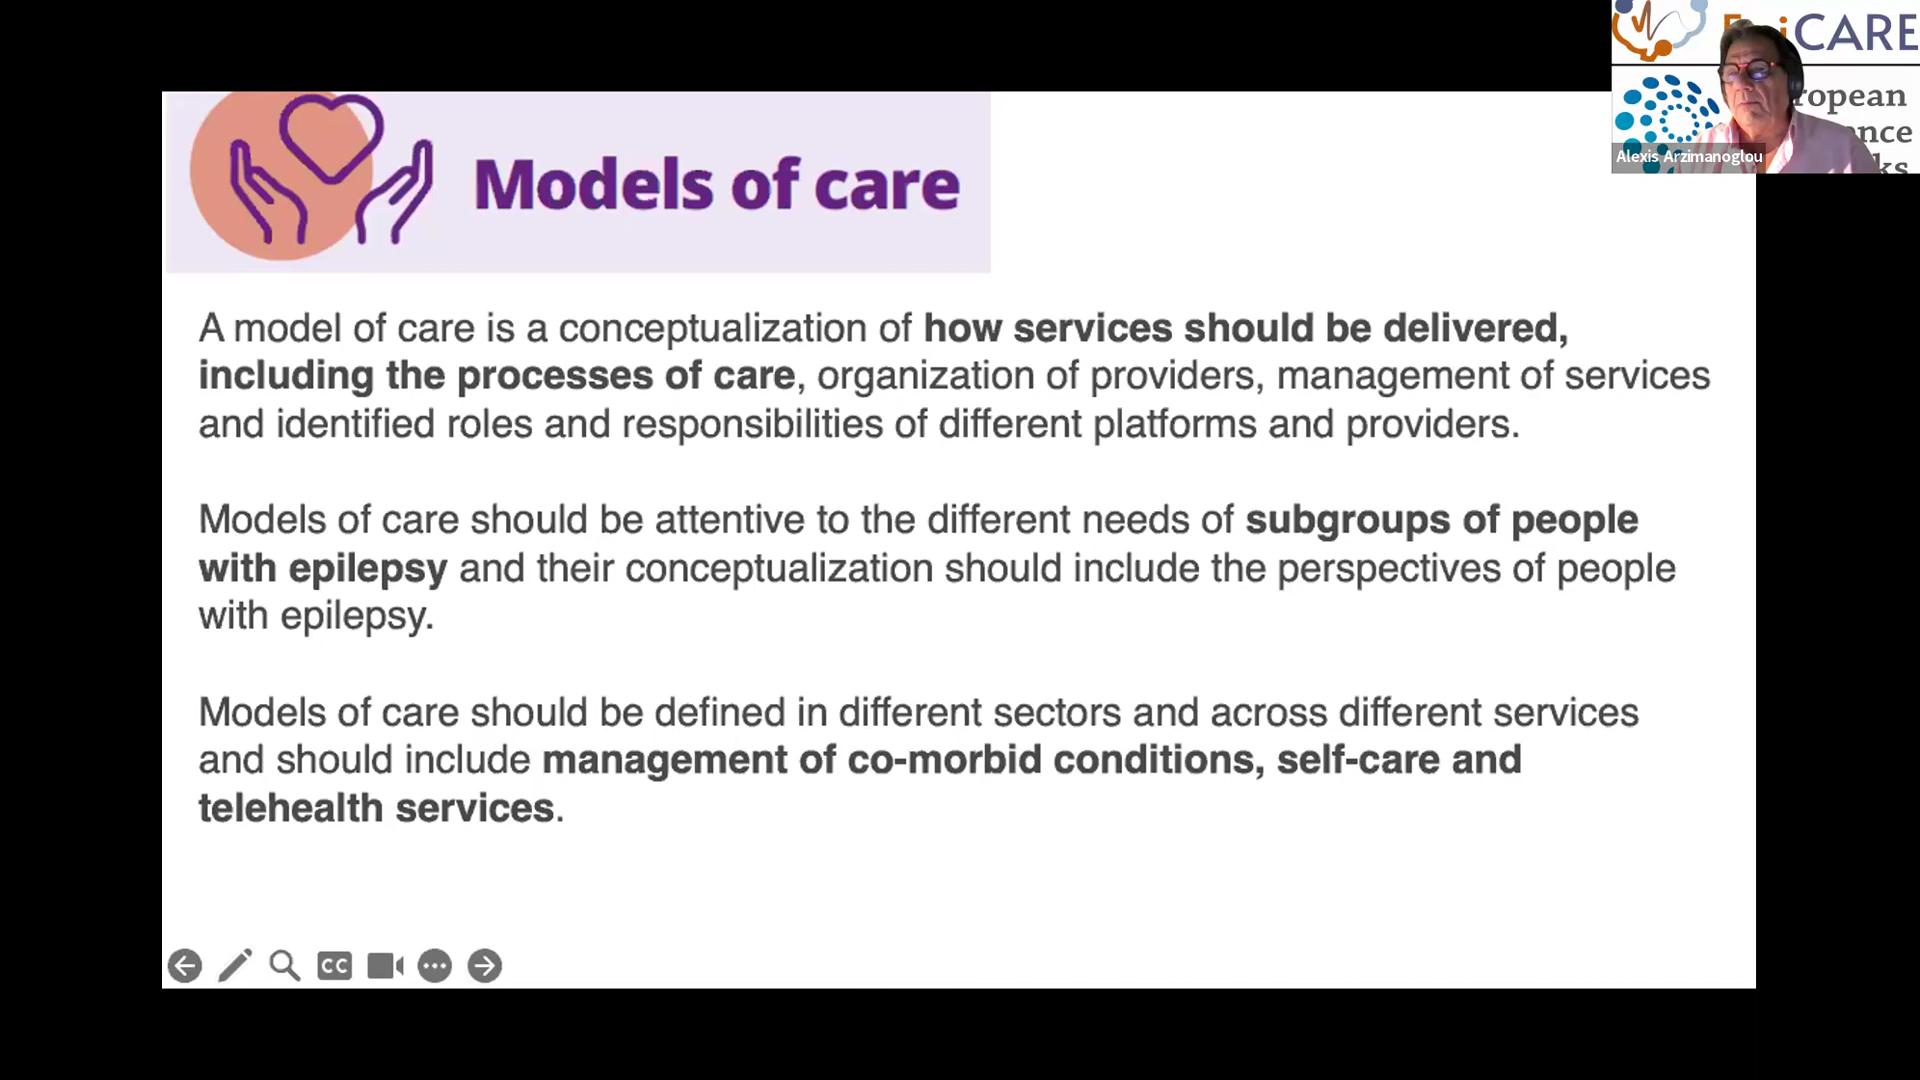 CARE
ropean
nce
ks
Alexis Arzimanoglou
Models of care
A model of care is a conceptualization of how services should be delivered,
including the processes of care, organization of providers, management of services
and identified roles and responsibilities of different platforms and providers.
Models of care should be attentive to the different needs of subgroups of people
with epilepsy and their conceptualization should include the perspectives of people
with epilepsy.
Models of care should be defined in different sectors and across different services
and should include management of co-morbid conditions, self-care and
telehealth services.
CC